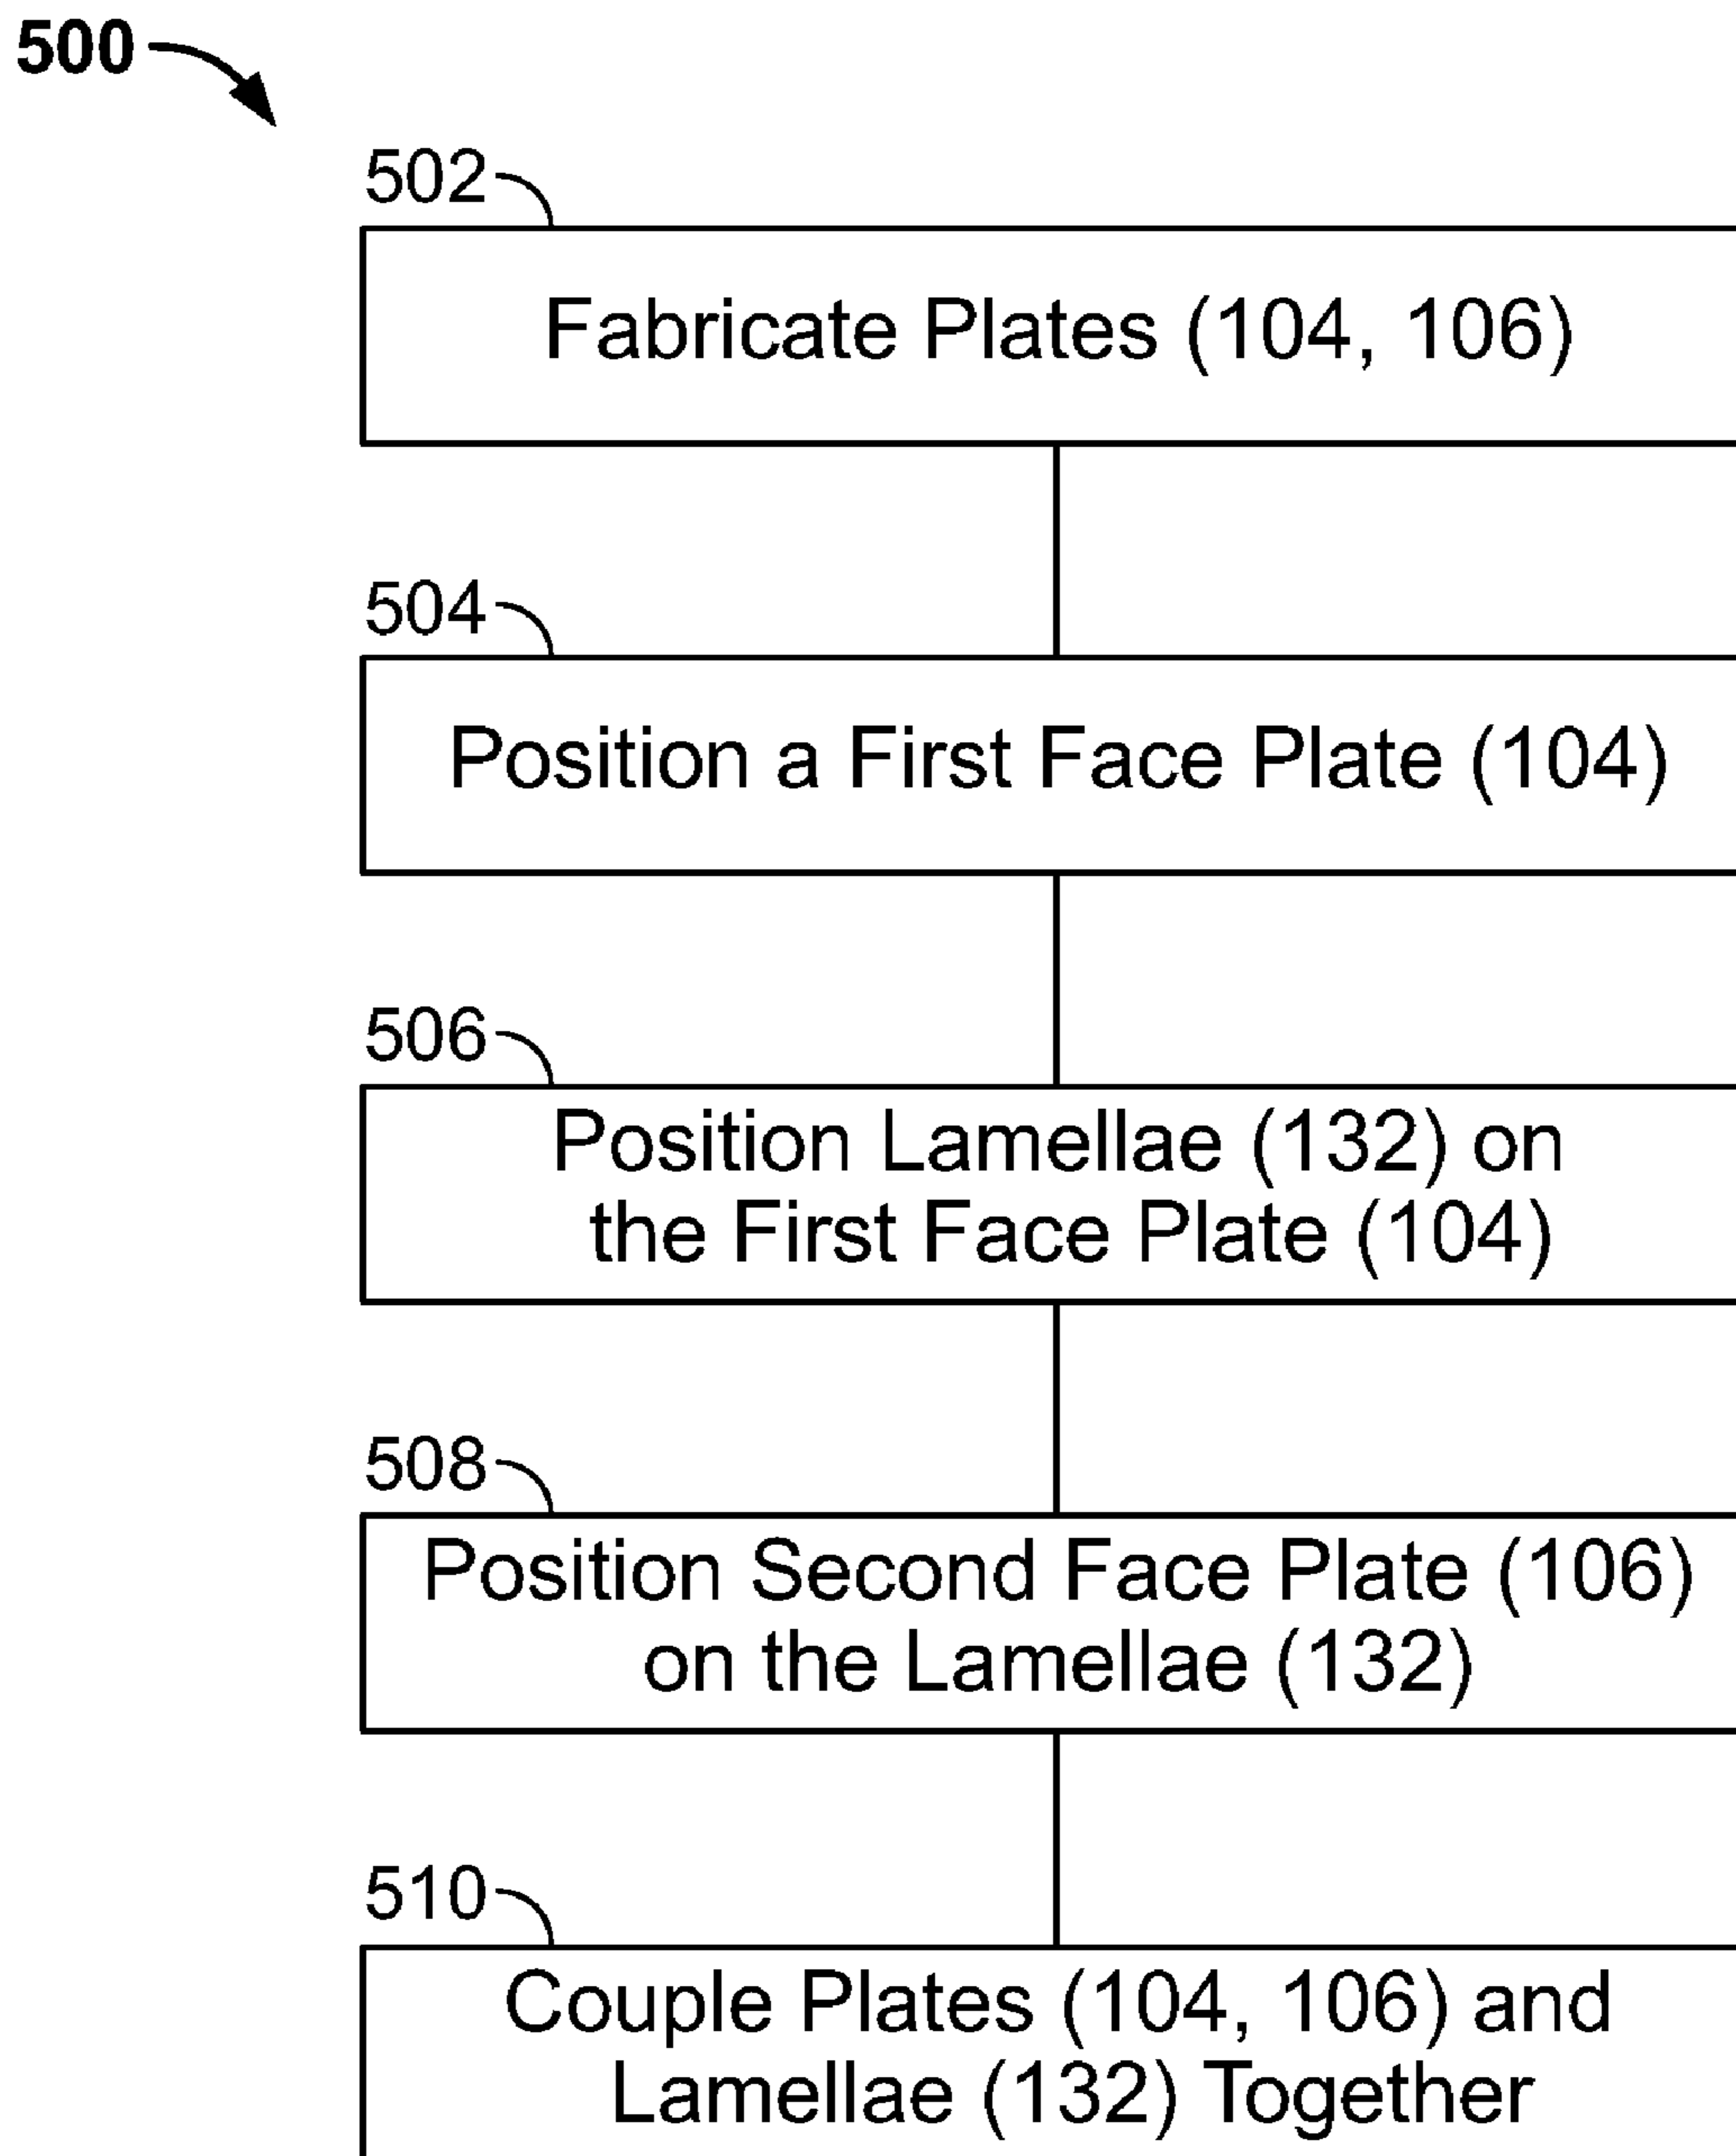 500
502
Fabricate Plates (104, 106)
504
Position a First Face Plate (104)
506
Position Lamellae (132) on
the First Face Plate (104)
508
Position Second Face Plate (106)
on the Lamellae (132)
510
Couple Plates (104, 106) and
Lamellae (132) Together